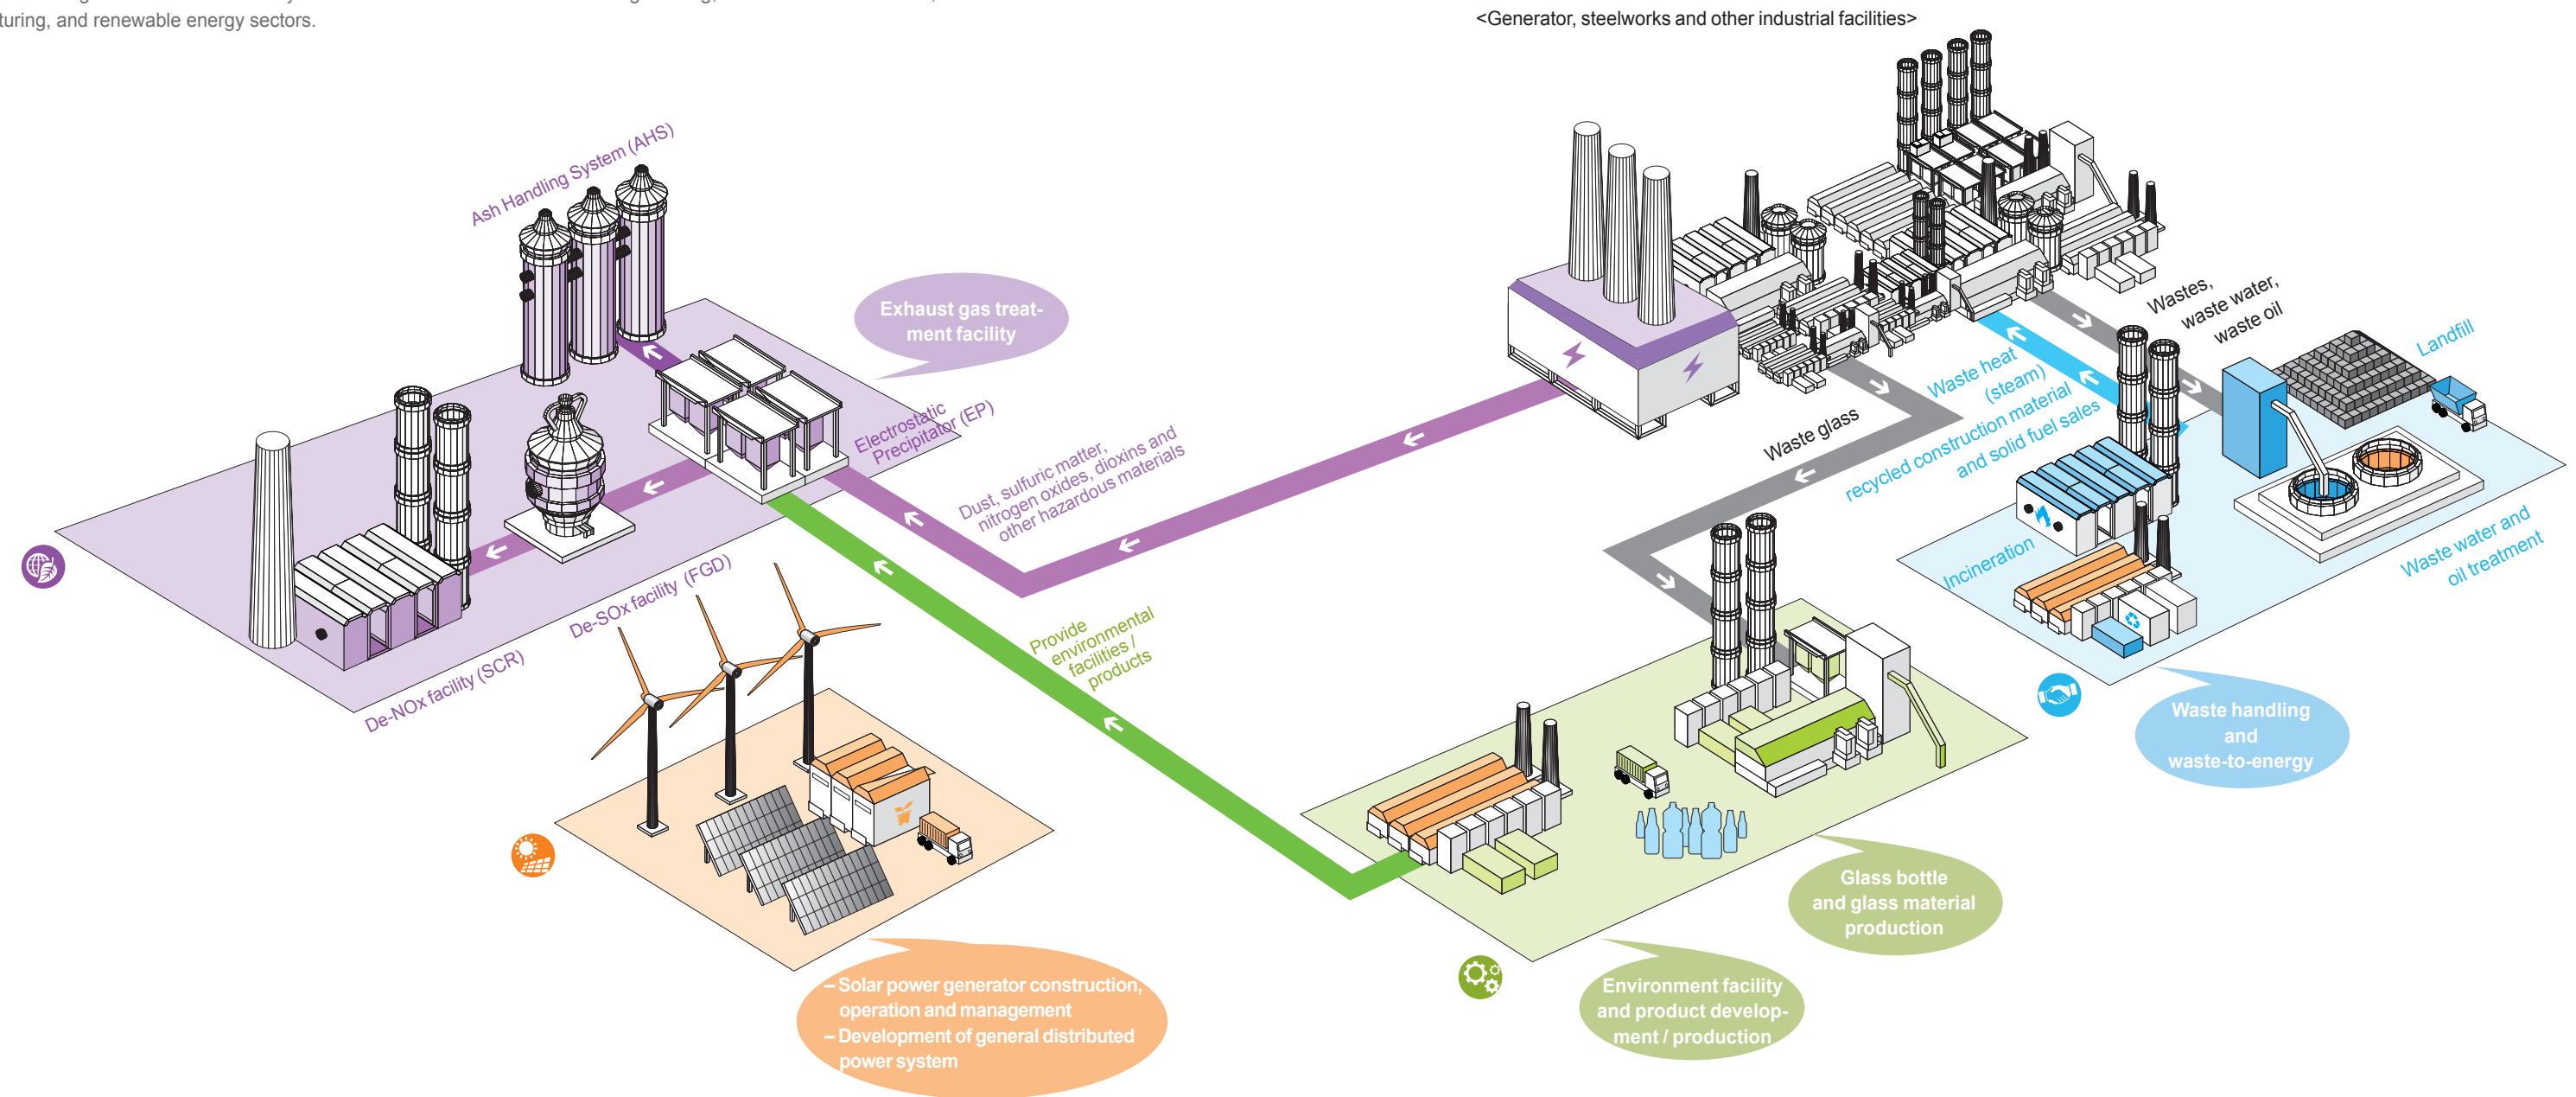 turing, and renewable energy sectors.
<Generator, steelworks and other industrial facilities>
Ash Handling System (AHS)
Exhaust gas treat-
ment facility
Electrostatic
Precipitator (EP)
Dust, sulfuric matter,
nitrogen oxides, dioxins and
other hazardous materials
De-SOx facility (FGD)
De-NOx facility (SCR)
Provide
environmental
facilities /
products
Wastes,
waste water,
waste oil
Landfill
Waste heat
(steam)
recycled construction material
and solid fuel sales
Waste glass
Incineration
Waste water and
oil treatment
Waste handling
and
waste-to-energy
Glass bottle
and glass material
production
Environment facility
and product develop-
ment / production
– Solar power generator construction,
operation and management
– Development of general distributed
power system